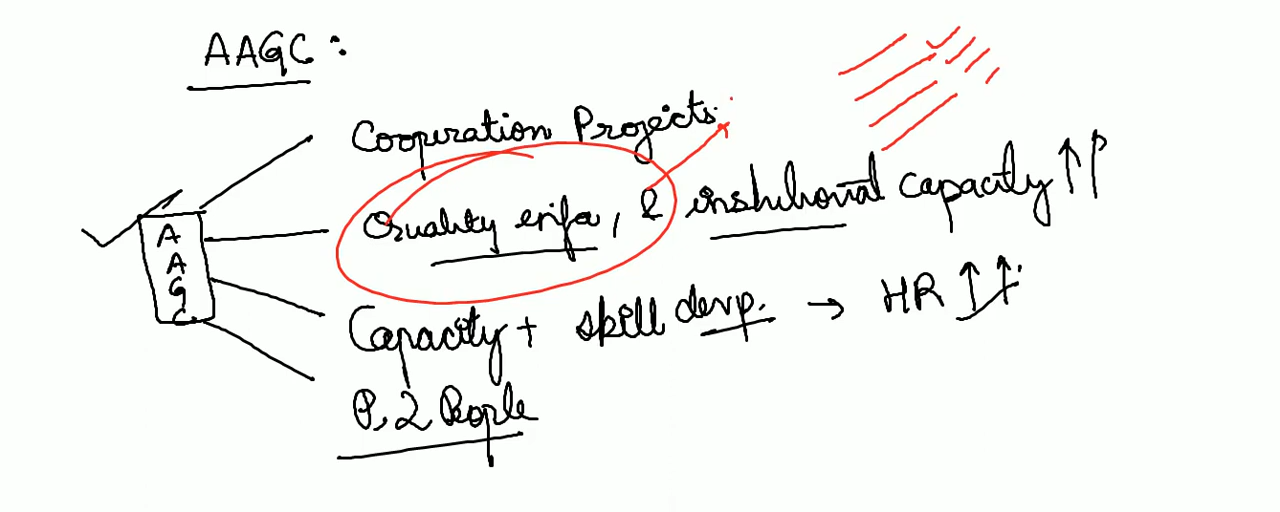 AAGC :
Cooperation Projects.
Quality infra, & institutional capacity ↑↑
A
A
G
C
Capacity + skill devp. → HR ↑↑
P. 2 People